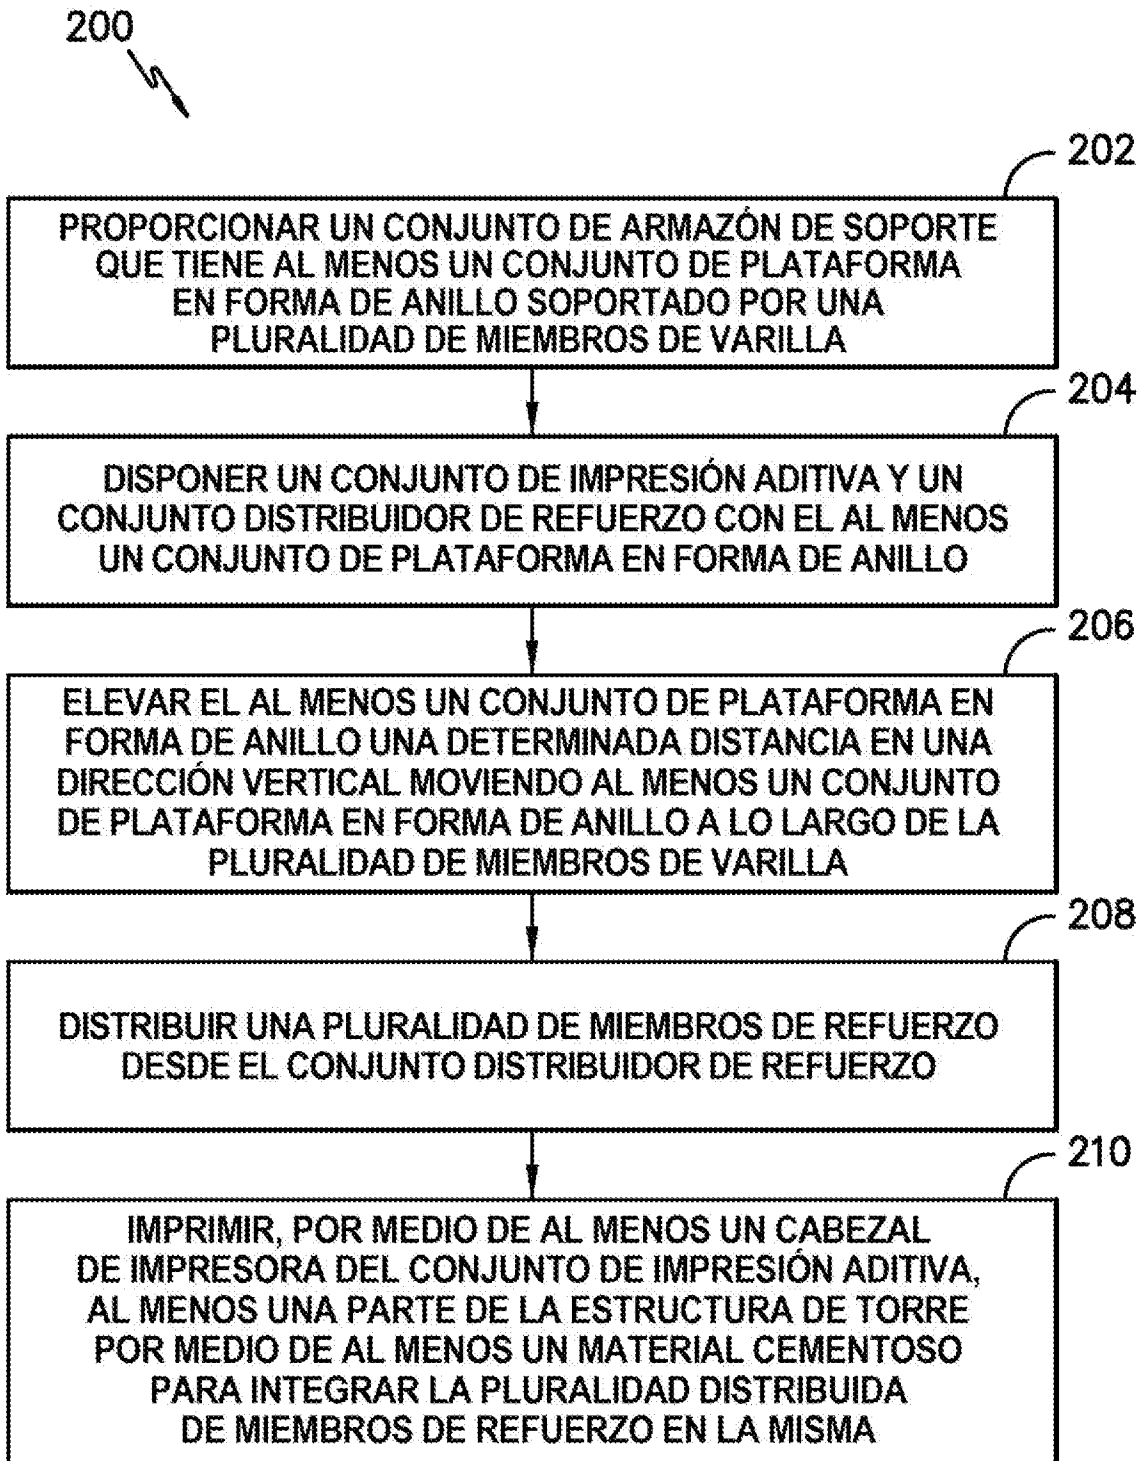 200
202
PROPORCIONAR UN CONJUNTO DE ARMAZÓN DE SOPORTE
QUE TIENE AL MENOS UN CONJUNTO DE PLATAFORMA
EN FORMA DE ANILLO SOPORTADO POR UNA
PLURALIDAD DE MIEMBROS DE VARILLA
204
DISPONER UN CONJUNTO DE IMPRESIÓN ADITIVA Y UN
CONJUNTO DISTRIBUIDOR DE REFUERZO CON EL AL MENOS
UN CONJUNTO DE PLATAFORMA EN FORMA DE ANILLO
206
ELEVAR EL AL MENOS UN CONJUNTO DE PLATAFORMA EN
FORMA DE ANILLO UNA DETERMINADA DISTANCIA EN UNA
DIRECCIÓN VERTICAL MOVIENDO AL MENOS UN CONJUNTO
DE PLATAFORMA EN FORMA DE ANILLO A LO LARGO DE LA
PLURALIDAD DE MIEMBROS DE VARILLA
208
DISTRIBUIR UNA PLURALIDAD DE MIEMBROS DE REFUERZO
DESDE EL CONJUNTO DISTRIBUIDOR DE REFUERZO
210
IMPRIMIR, POR MEDIO DE AL MENOS UN CABEZAL
DE IMPRESORA DEL CONJUNTO DE IMPRESIÓN ADITIVA,
AL MENOS UNA PARTE DE LA ESTRUCTURA DE TORRE
POR MEDIO DE AL MENOS UN MATERIAL CEMENTOSO
PARA INTEGRAR LA PLURALIDAD DISTRIBUIDA
DE MIEMBROS DE REFUERZO EN LA MISMA